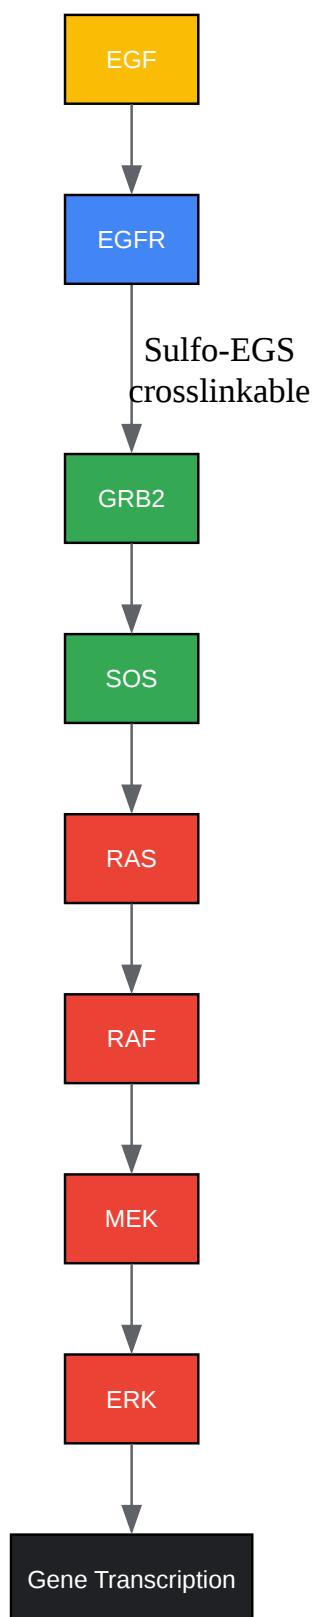 EGF
EGFR
Sulfo-EGS
crosslinkable
GRB2
SOS
RAS
RAF
MEK
ERK
Gene Transcription